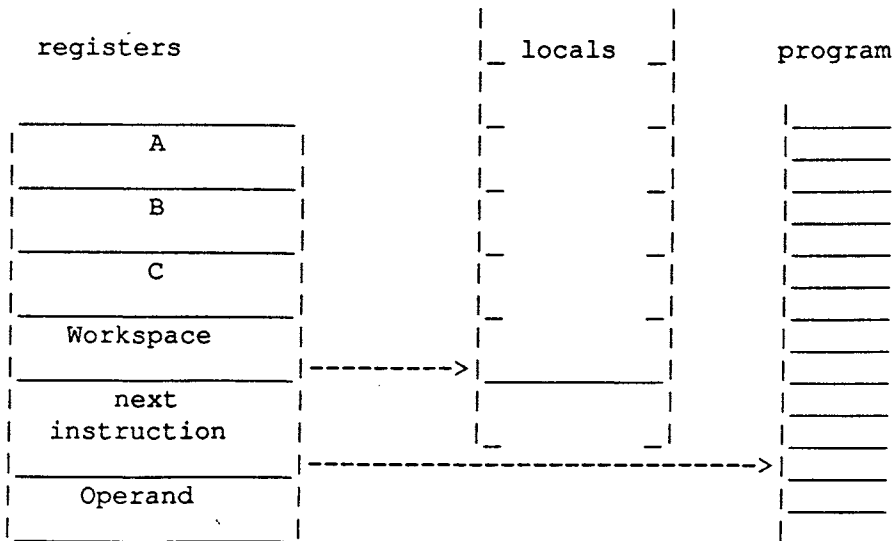 registers locals program
A
B
C
Workspace
next
instruction
Operand